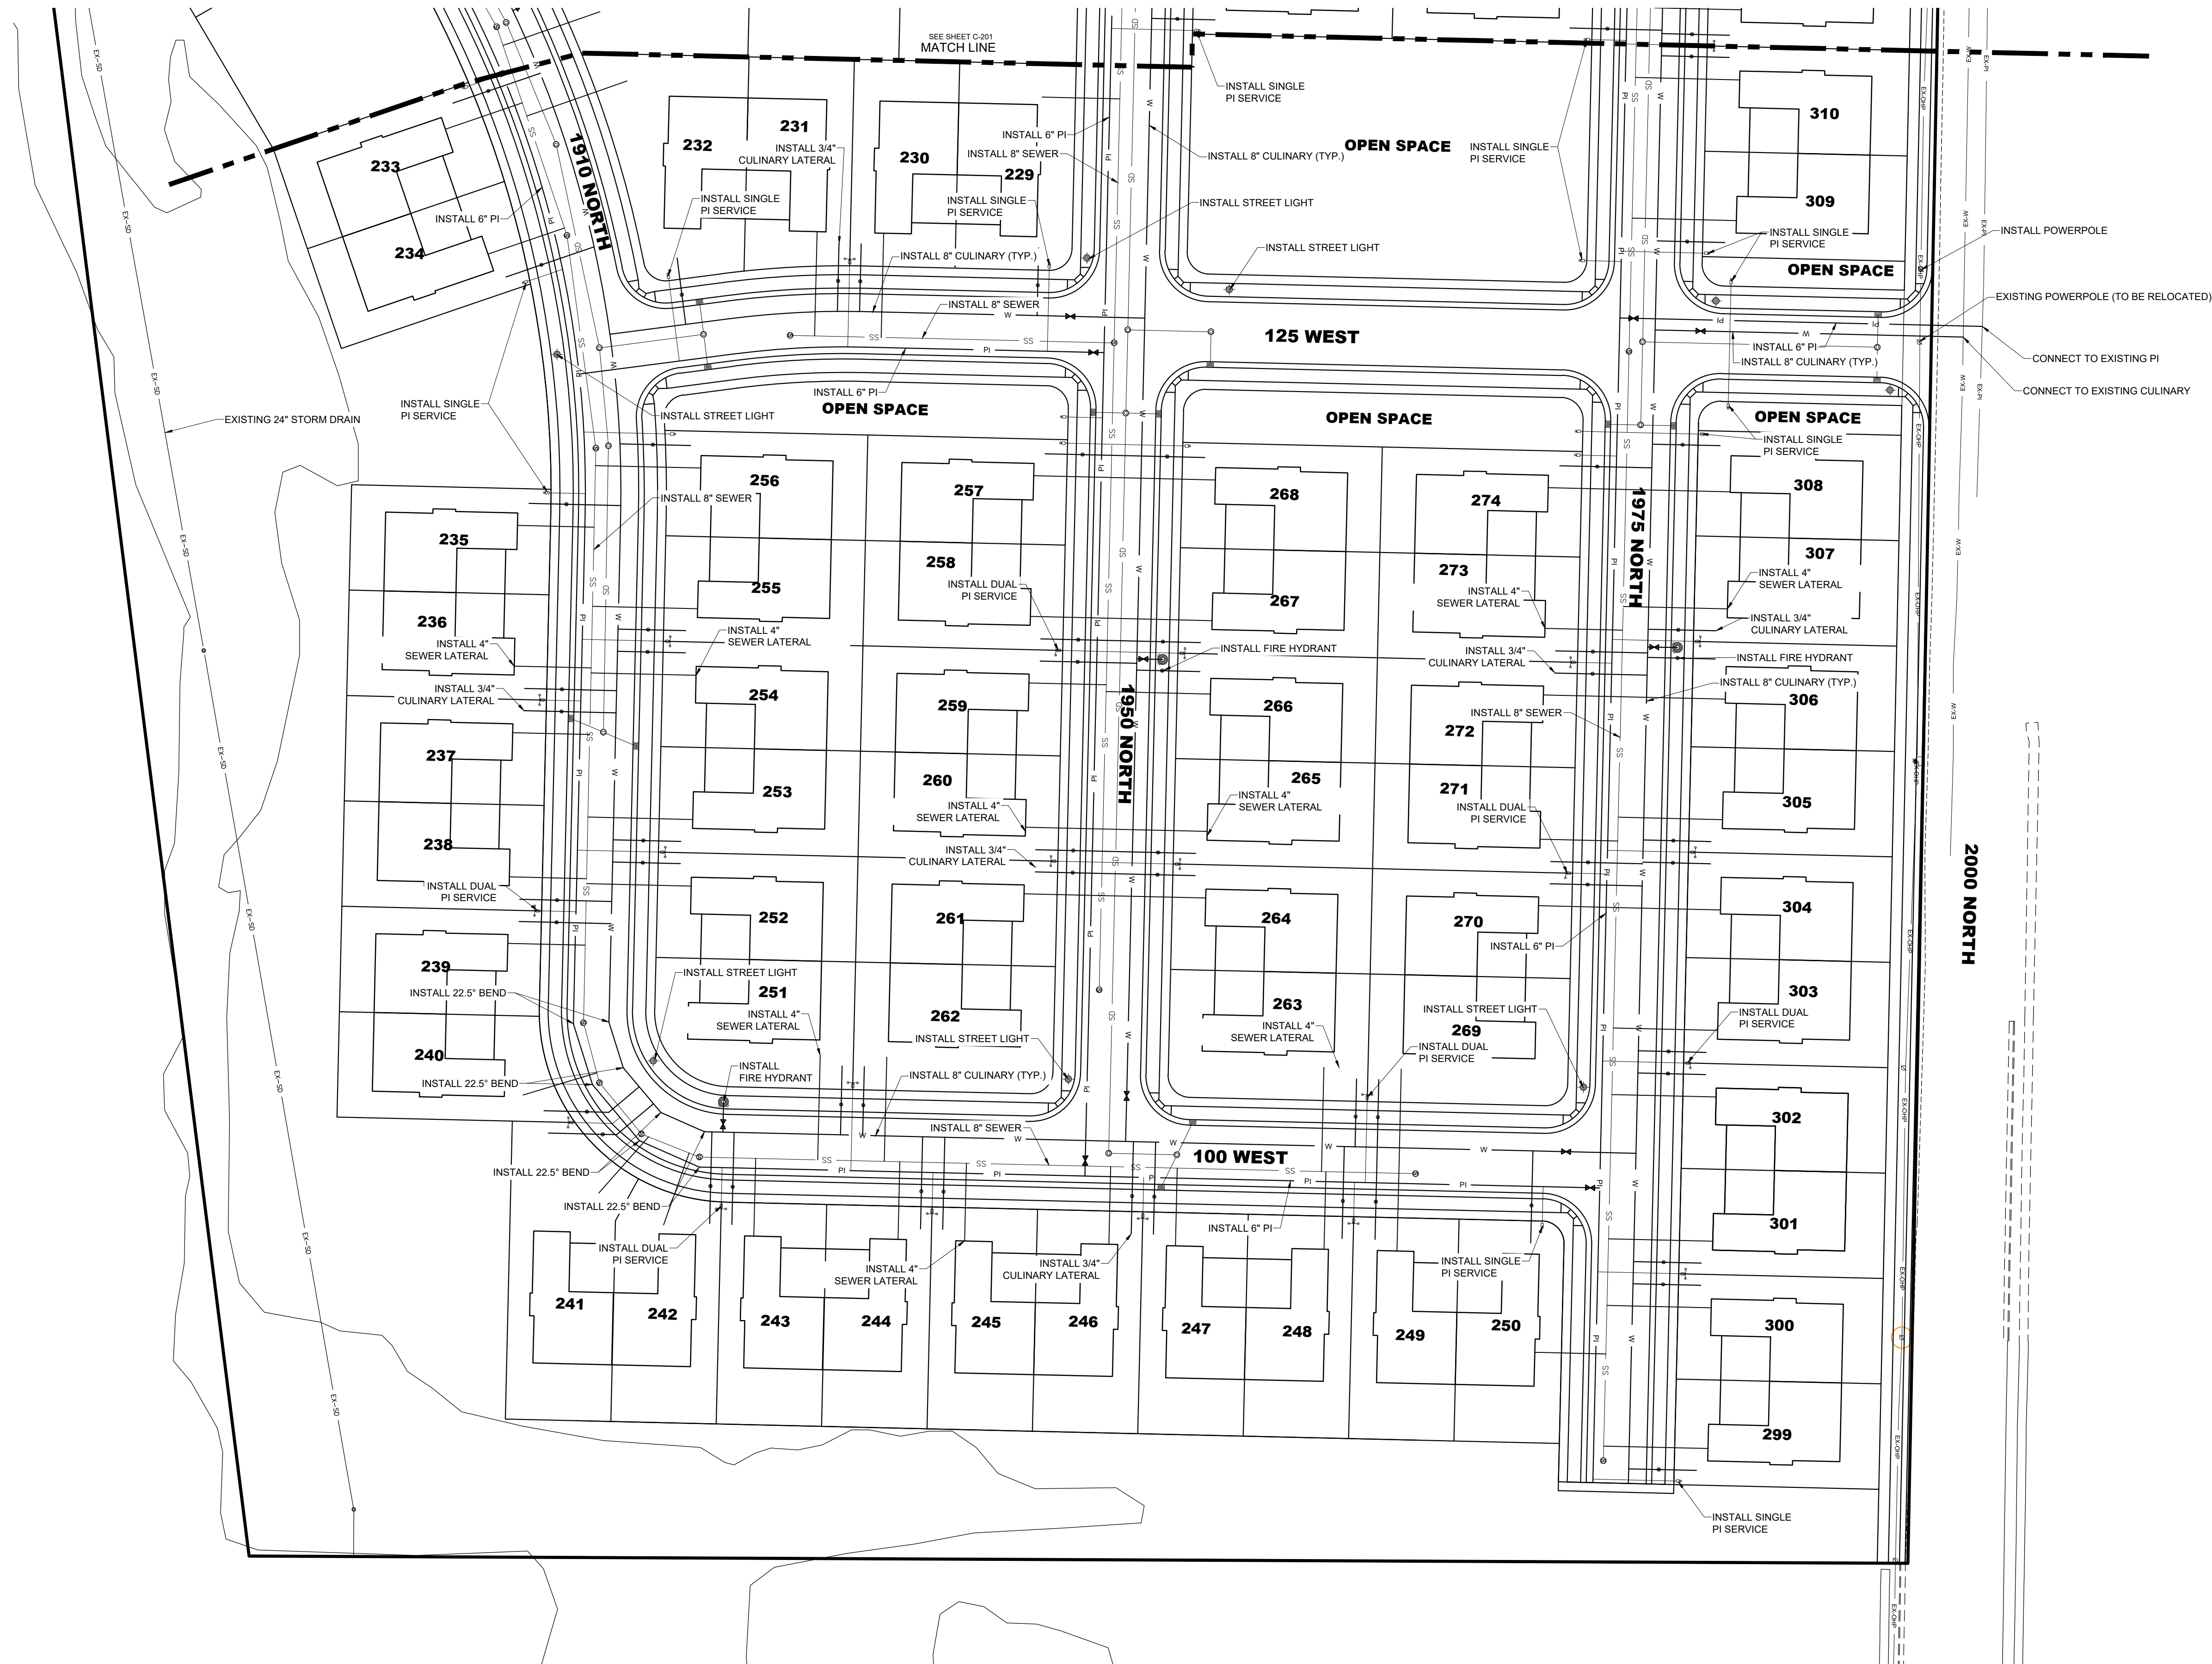 SEE SHEET C-201
MATCH LINE
INSTALL SINGLE
PI SERVICE
310
309
OPEN SPACE
INSTALL SINGLE
PI SERVICE
INSTALL SINGLE
PI SERVICE
OPEN SPACE
INSTALL POWERPOLE
EXISTING POWERPOLE (TO BE RELOCATED)
CONNECT TO EXISTING PI
CONNECT TO EXISTING CULINARY
INSTALL 6" PI
INSTALL 8" CULINARY (TYP.)
232
231
INSTALL 3/4"
CULINARY LATERAL
230
229
INSTALL 6" PI
INSTALL 8" SEWER
INSTALL 8" CULINARY (TYP.)
INSTALL SINGLE
PI SERVICE
INSTALL SINGLE
PI SERVICE
INSTALL STREET LIGHT
INSTALL STREET LIGHT
INSTALL 8" CULINARY (TYP.)
INSTALL 8" SEWER
125 WEST
INSTALL 6" PI
233
234
INSTALL 6" PI
1910 NORTH
INSTALL SINGLE
PI SERVICE
INSTALL STREET LIGHT
EXISTING 24" STORM DRAIN
OPEN SPACE
OPEN SPACE
OPEN SPACE
INSTALL SINGLE
PI SERVICE
235
236
INSTALL 4"
SEWER LATERAL
INSTALL 3/4"
CULINARY LATERAL
237
238
INSTALL DUAL
PI SERVICE
239
INSTALL 22.5° BEND
240
INSTALL 22.5° BEND
INSTALL 22.5° BEND
INSTALL 22.5° BEND
INSTALL 8" SEWER
256
255
INSTALL 4"
SEWER LATERAL
254
253
252
INSTALL STREET LIGHT
251
INSTALL 4"
SEWER LATERAL
INSTALL
FIRE HYDRANT
257
258
INSTALL DUAL
PI SERVICE
259
260
INSTALL 4"
SEWER LATERAL
INSTALL 3/4"
CULINARY LATERAL
261
262
INSTALL STREET LIGHT
INSTALL 8" CULINARY (TYP.)
INSTALL 8" SEWER
1950 NORTH
268
267
INSTALL FIRE HYDRANT
266
265
INSTALL 4"
SEWER LATERAL
264
263
INSTALL 4"
SEWER LATERAL
274
273
INSTALL 4"
SEWER LATERAL
INSTALL 3/4"
CULINARY LATERAL
272
INSTALL 8" SEWER
271
INSTALL DUAL
PI SERVICE
270
INSTALL 6" PI
INSTALL STREET LIGHT
269
INSTALL DUAL
PI SERVICE
1975 NORTH
308
307
INSTALL 4"
SEWER LATERAL
INSTALL 3/4"
CULINARY LATERAL
INSTALL FIRE HYDRANT
INSTALL 8" CULINARY (TYP.)
306
305
304
303
INSTALL DUAL
PI SERVICE
302
301
300
299
INSTALL SINGLE
PI SERVICE
2000 NORTH
100 WEST
INSTALL 6" PI
INSTALL DUAL
PI SERVICE
INSTALL 4"
SEWER LATERAL
INSTALL 3/4"
CULINARY LATERAL
INSTALL SINGLE
PI SERVICE
241
242
243
244
245
246
247
248
249
250
EX-SD
EX-OHP
EX-W
EX-PI
SS
SD
PI
W